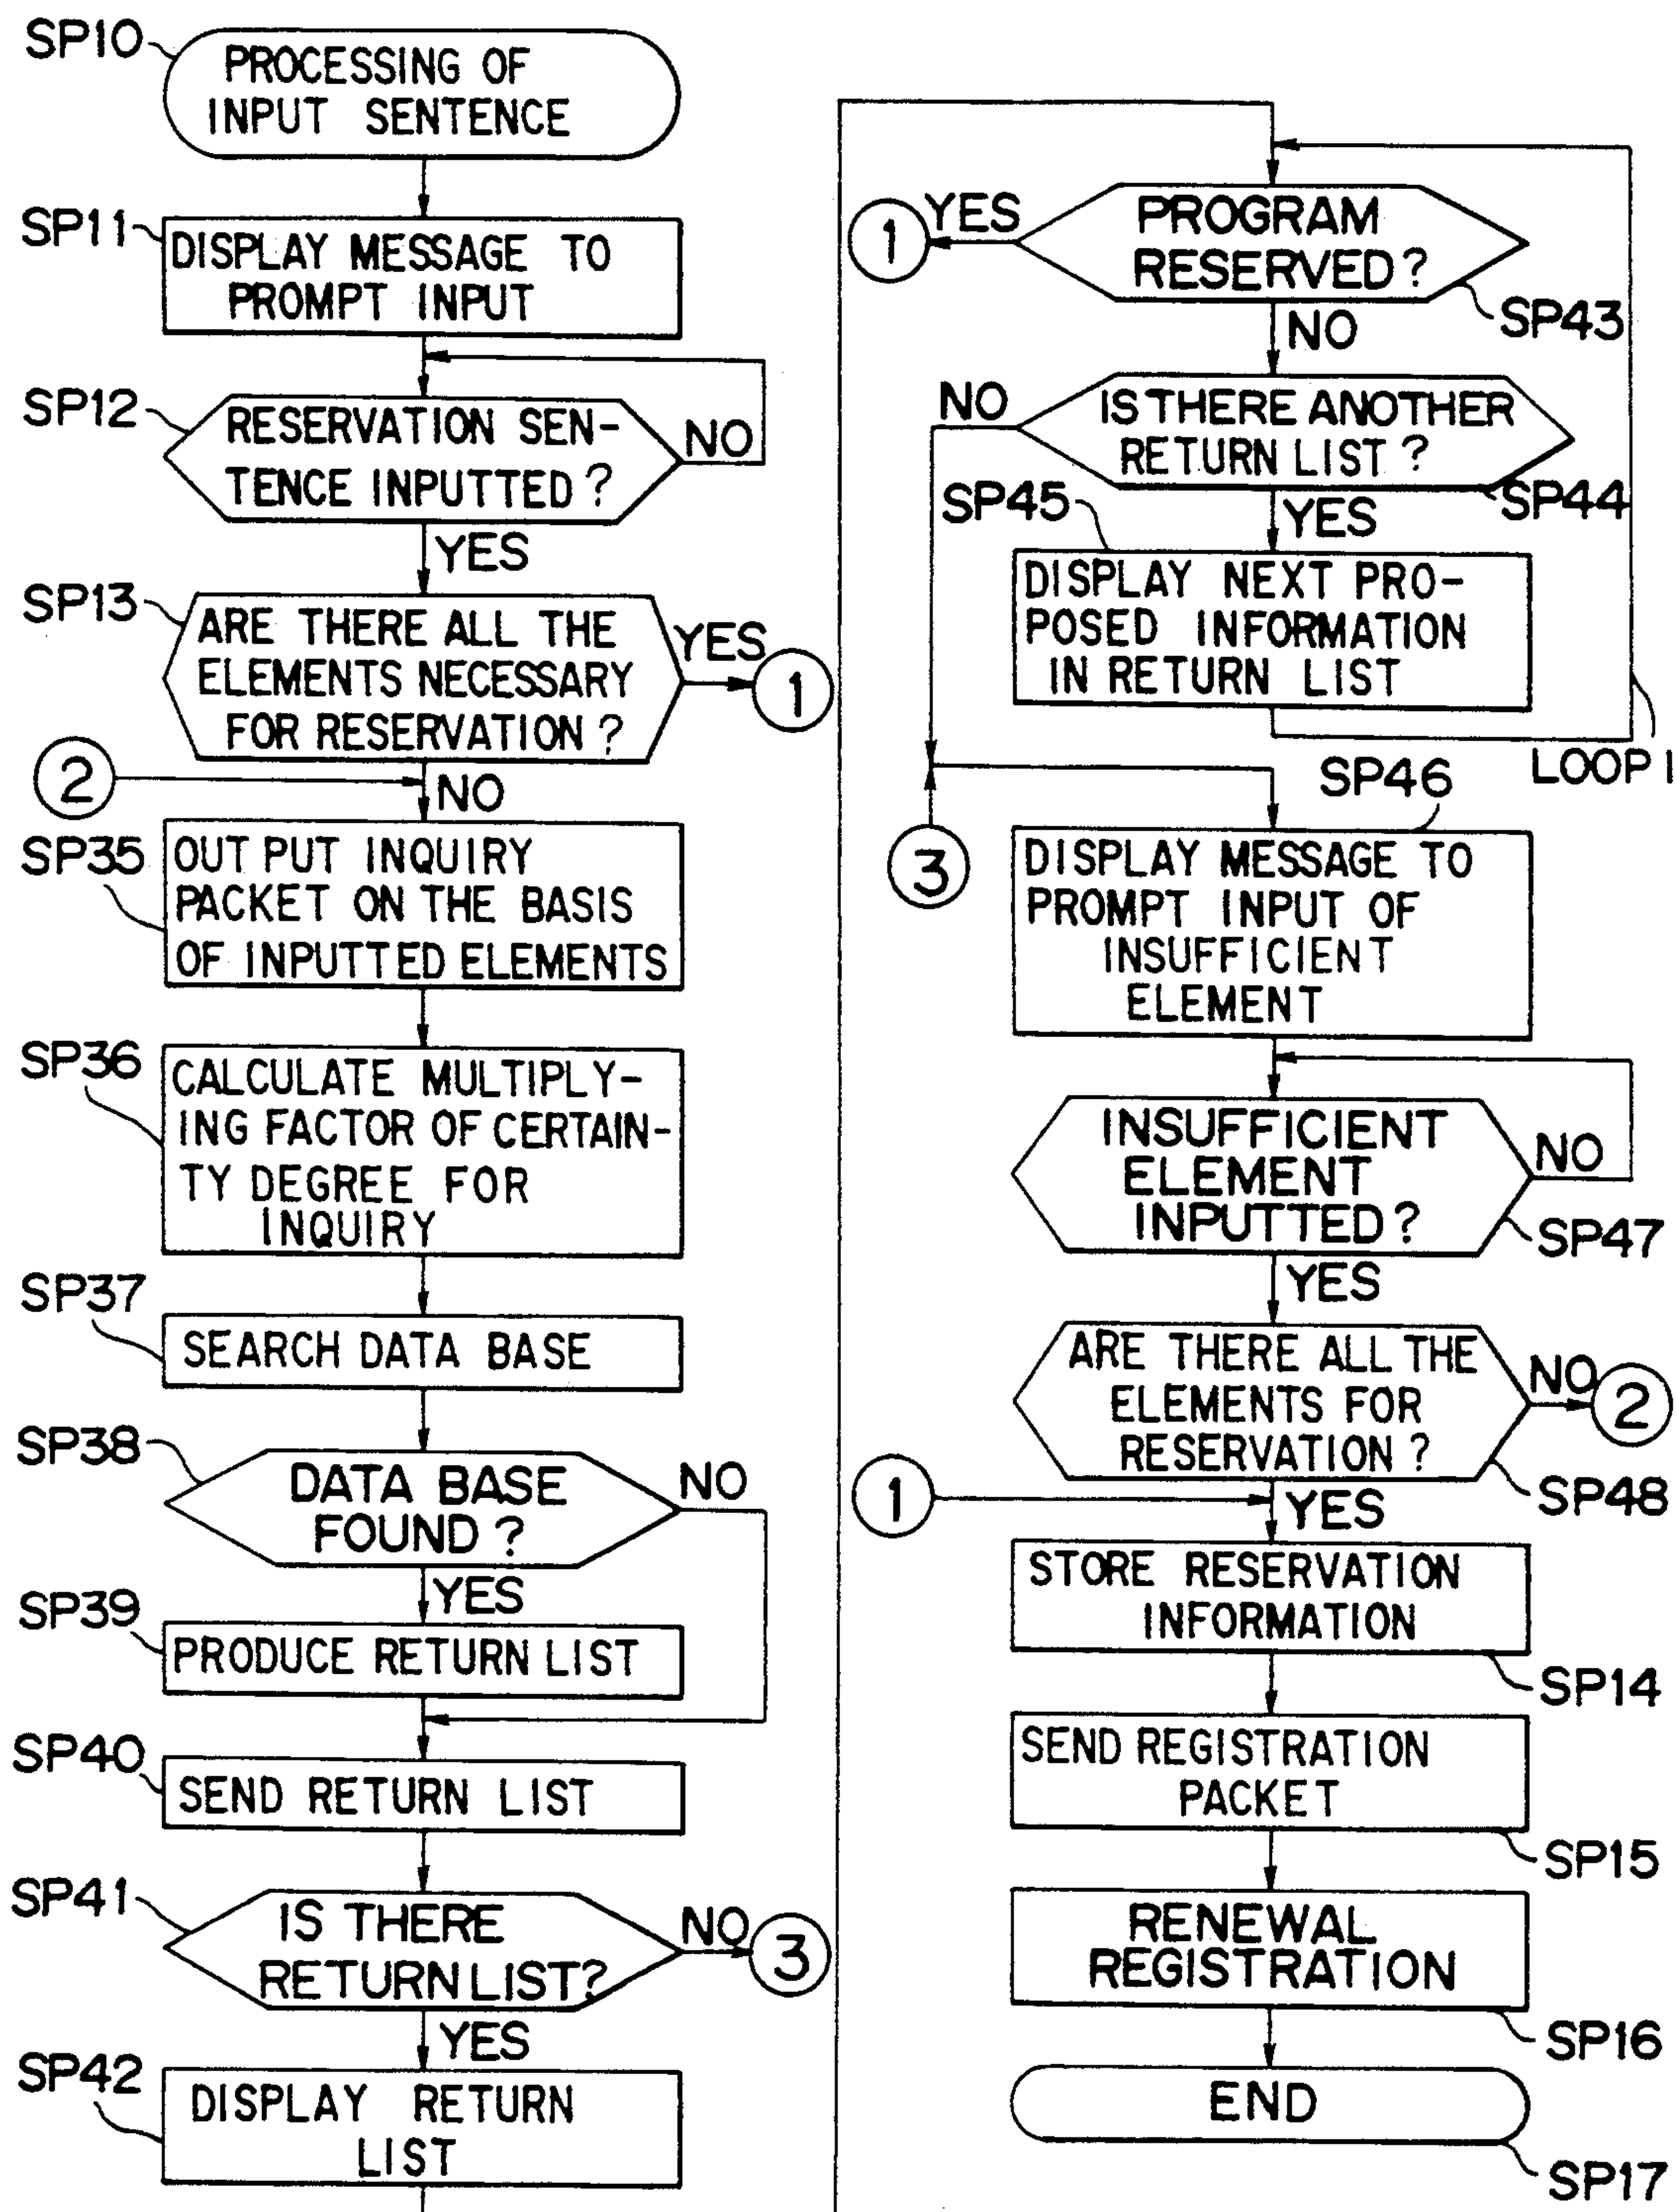 SP10
PROCESSING OF
INPUT SENTENCE
SP11
DISPLAY MESSAGE TO
PROMPT INPUT
SP12
RESERVATION SEN-
TENCE INPUTTED?
NO
YES
SP13
ARE THERE ALL THE
ELEMENTS NECESSARY
FOR RESERVATION?
YES
1
2
NO
SP35
OUT PUT INQUIRY
PACKET ON THE BASIS
OF INPUTTED ELEMENTS
SP36
CALCULATE MULTIPLY-
ING FACTOR OF CERTAIN-
TY DEGREE FOR
INQUIRY
SP37
SEARCH DATA BASE
SP38
DATA BASE
FOUND?
NO
YES
SP39
PRODUCE RETURN LIST
SP40
SEND RETURN LIST
SP41
IS THERE
RETURN LIST?
NO
3
YES
SP42
DISPLAY RETURN
LIST
1
YES
PROGRAM
RESERVED?
SP43
NO
NO
IS THERE ANOTHER
RETURN LIST?
SP44
SP45
YES
DISPLAY NEXT PRO-
POSED INFORMATION
IN RETURN LIST
LOOP 1
3
SP46
DISPLAY MESSAGE TO
PROMPT INPUT OF
INSUFFICIENT
ELEMENT
INSUFFICIENT
ELEMENT
INPUTTED?
NO
SP47
YES
ARE THERE ALL THE
ELEMENTS FOR
RESERVATION?
NO
2
SP48
1
YES
STORE RESERVATION
INFORMATION
SP14
SEND REGISTRATION
PACKET
SP15
RENEWAL
REGISTRATION
SP16
END
SP17